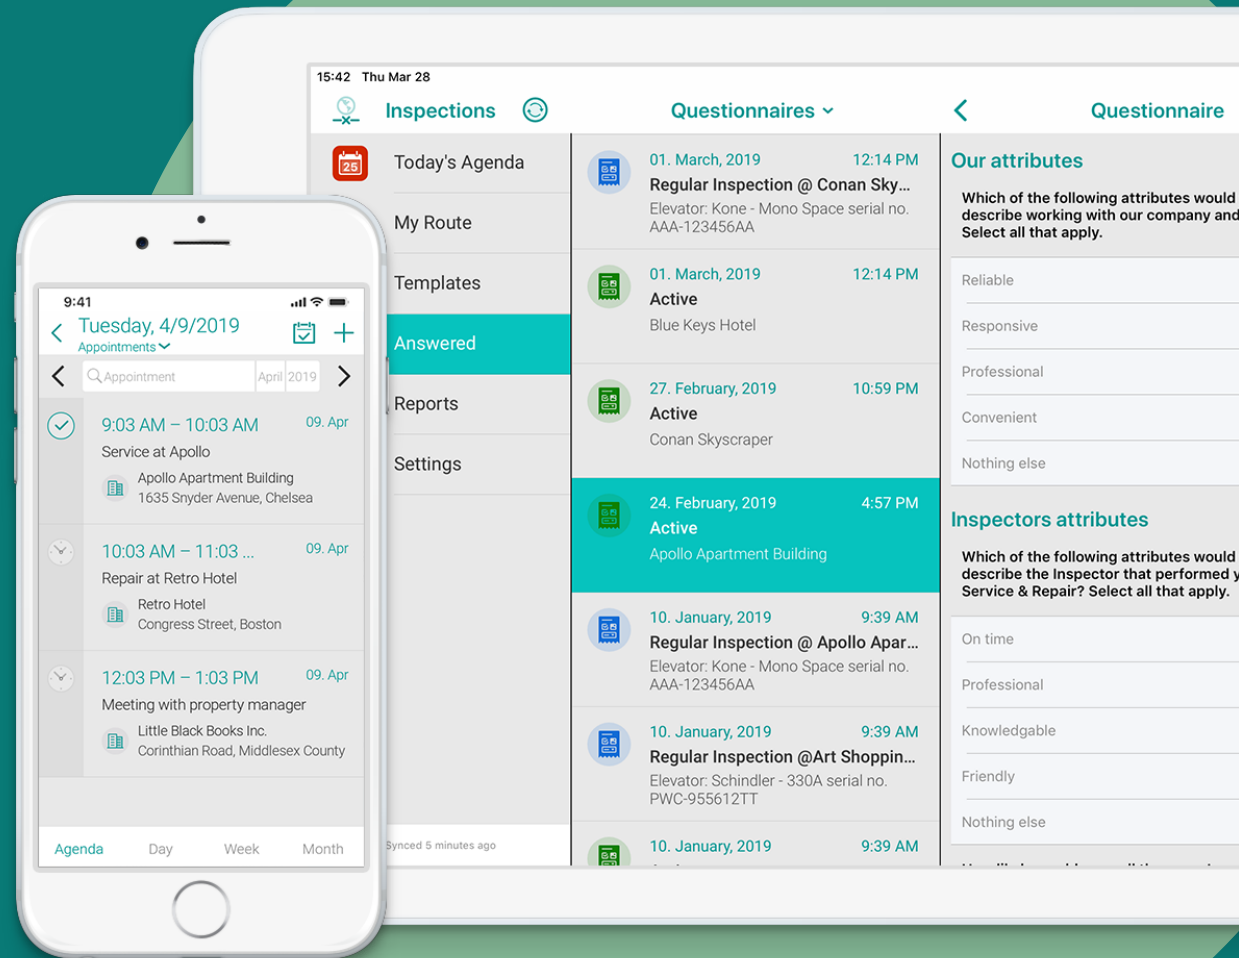 15:42 Thu Mar 28
Inspections
Today's Agenda
25
My Route
Templates
Answered
Reports
Settings
Synced 5 minutes ago
Questionnaires
01. March, 2019 12:14 PM
Regular Inspection @ Conan Sky...
Elevator: Kone - Mono Space serial no.
AAA-123456AA
01. March, 2019 12:14 PM
Active
Blue Keys Hotel
27. February, 2019 10:59 PM
Active
Conan Skyscraper
24. February, 2019 4:57 PM
Active
Apollo Apartment Building
10. January, 2019 9:39 AM
Regular Inspection @ Apollo Apar...
Elevator: Kone - Mono Space serial no.
AAA-123456AA
10. January, 2019 9:39 AM
Regular Inspection @Art Shoppin...
Elevator: Schindler - 330A serial no.
PWC-955612TT
10. January, 2019 9:39 AM
Questionnaire
Our attributes
Which of the following attributes would
describe working with our company and
Select all that apply.
Reliable
Responsive
Professional
Convenient
Nothing else
Inspectors attributes
Which of the following attributes would
describe the Inspector that performed y
Service & Repair? Select all that apply.
On time
Professional
Knowledgable
Friendly
Nothing else
9:41
Tuesday, 4/9/2019
Appointments
Appointment April 2019
9:03 AM – 10:03 AM 09. Apr
Service at Apollo
Apollo Apartment Building
1635 Snyder Avenue, Chelsea
10:03 AM – 11:03 ... 09. Apr
Repair at Retro Hotel
Retro Hotel
Congress Street, Boston
12:03 PM – 1:03 PM 09. Apr
Meeting with property manager
Little Black Books Inc.
Corinthian Road, Middlesex County
Agenda Day Week Month